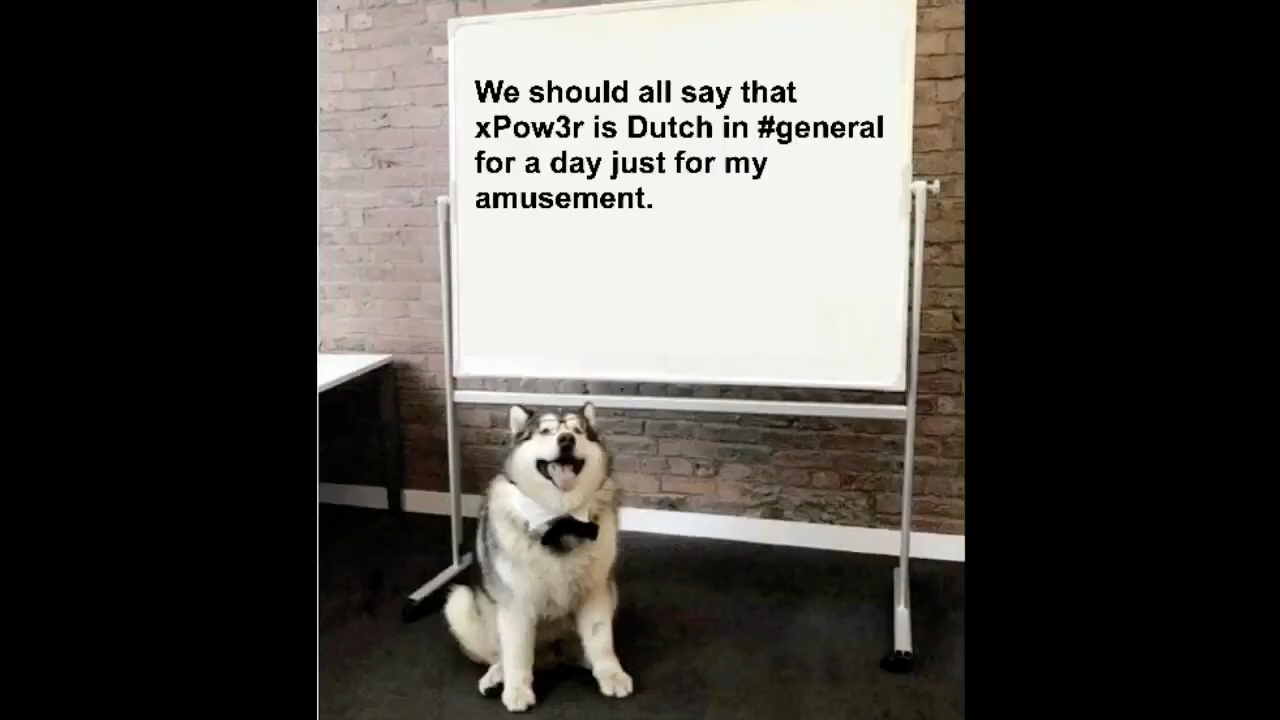 We should all say that
xPow3r is Dutch in #general
for a day just for my
amusement.